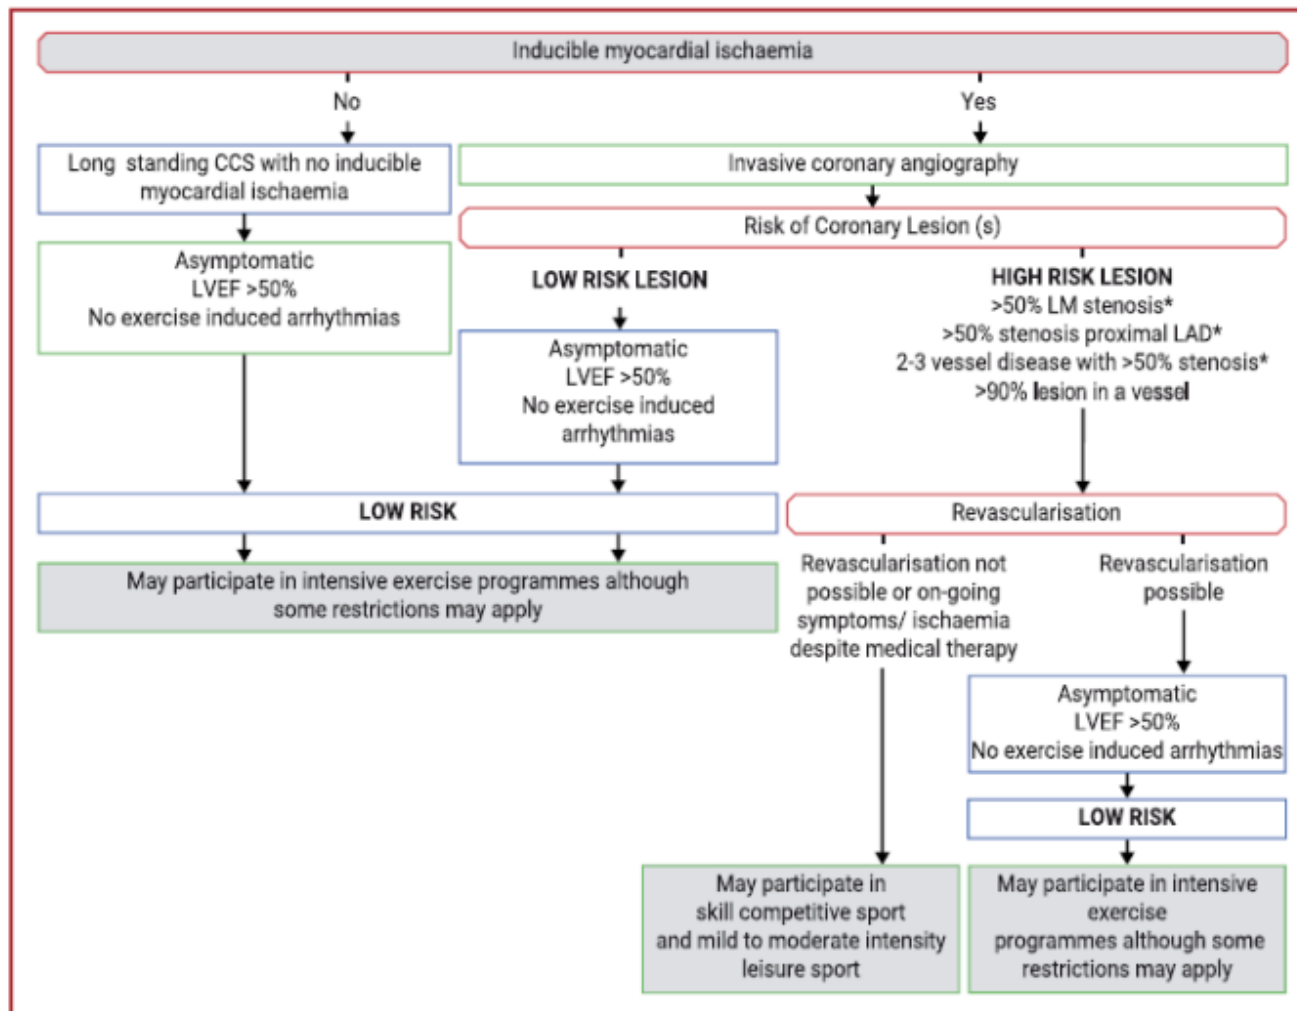 Inducible myocardial ischaemia
No
Yes
Long standing CCS with no inducible
myocardial ischaemia
Invasive coronary angiography
Risk of Coronary Lesion (s)
Asymptomatic
LVEF >50%
No exercise induced arrhythmias
LOW RISK LESION
Asymptomatic
LVEF >50%
No exercise induced
arrhythmias
HIGH RISK LESION
>50% LM stenosis*
>50% stenosis proximal LAD*
2-3 vessel disease with >50% stenosis*
>90% lesion in a vessel
LOW RISK
May participate in intensive exercise programmes although
some restrictions may apply
Revascularisation
Revascularisation not
possible or on-going
symptoms/ ischaemia
despite medical therapy
Revascularisation
possible
Asymptomatic
LVEF >50%
No exercise induced arrhythmias
LOW RISK
May participate in
skill competitive sport
and mild to moderate intensity
leisure sport
May participate in intensive
exercise
programmes although some
restrictions may apply